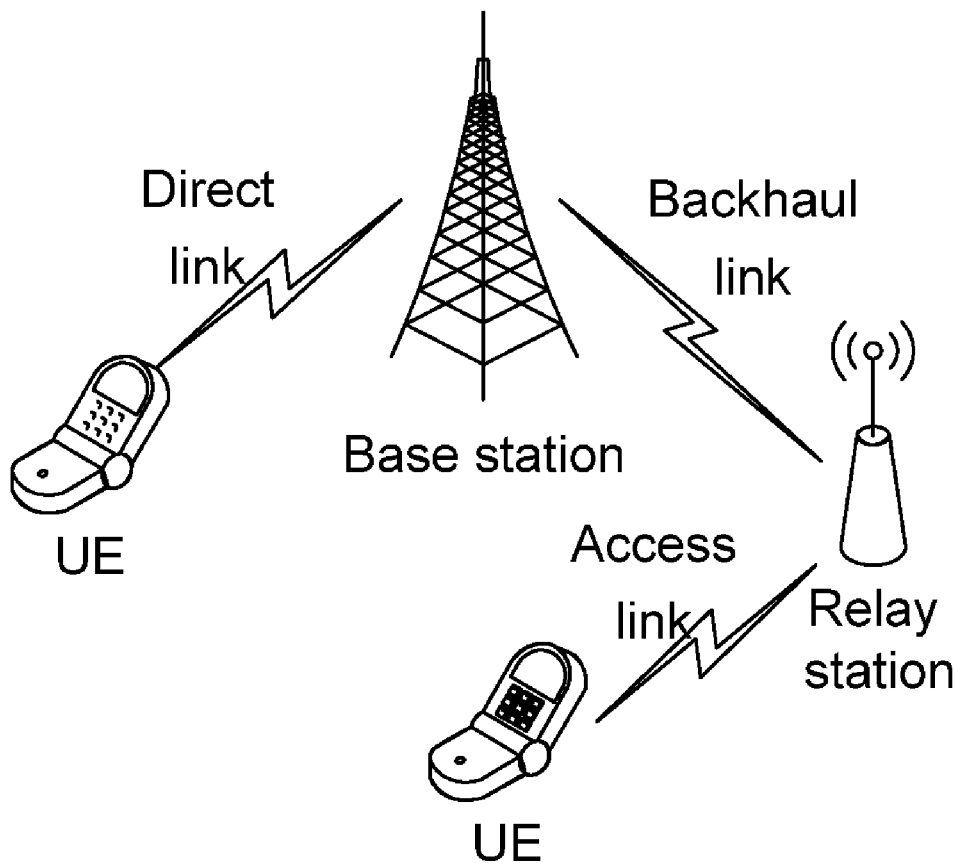 Direct
link
Backhaul
link
Base station
UE
Access
link
Relay
station
UE